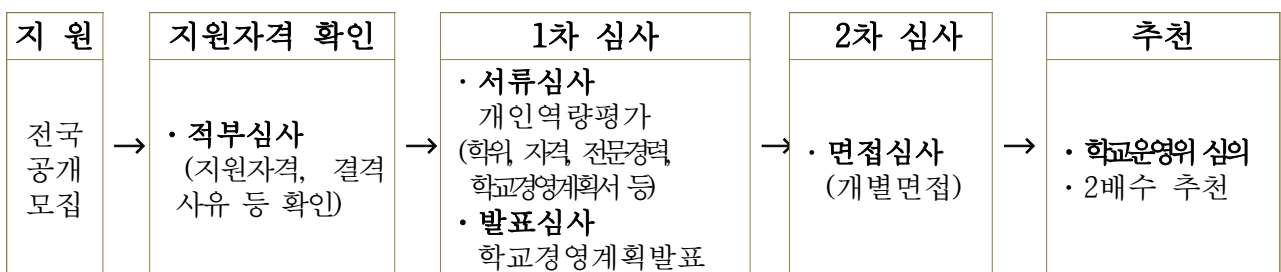 지 원
전국
공개
모집
→
지원자격 확인
· 적부심사
(지원자격, 결격
사유 등 확인)
→
1차 심사
· 서류심사
개인역량평가
(학위, 자격, 전문경력,
학교경영계획서 등)
· 발표심사
학교경영계획발표
→
2차 심사
· 면접심사
(개별면접)
→
추천
· 학교운영위 심의
· 2배수 추천